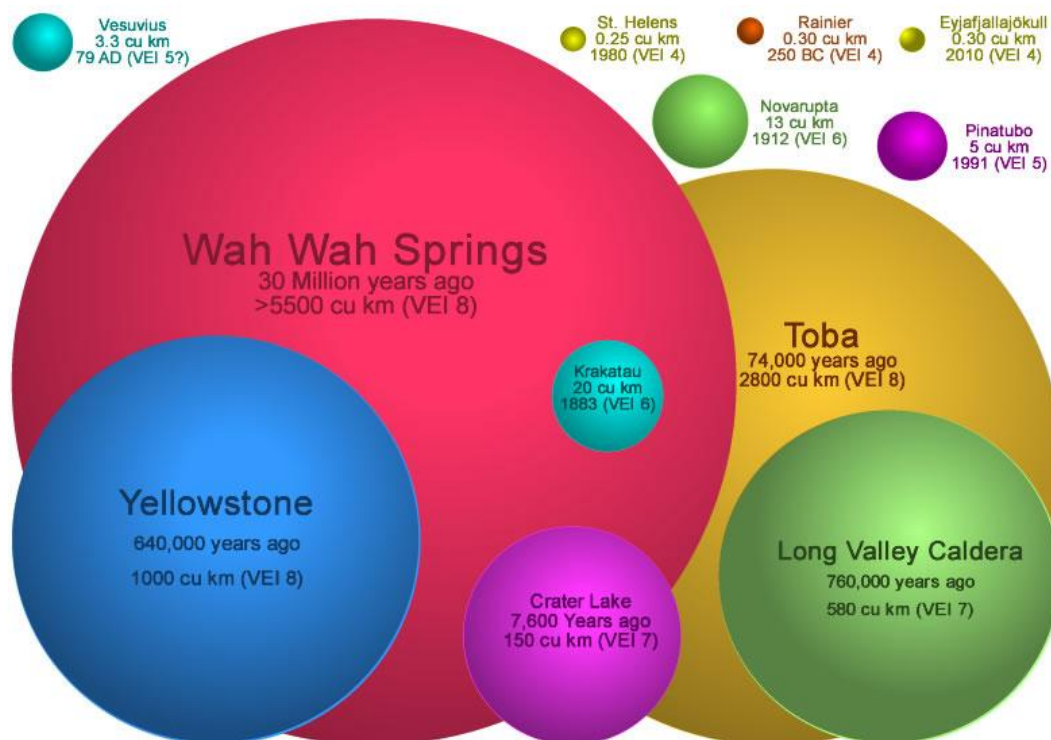 Vesuvius
3.3 cu km
79 AD (VEI 5?)
St. Helens
0.25 cu km
1980 (VEI 4)
Rainier
0.30 cu km
250 BC (VEI 4)
Eyjafjallajökull
0.30 cu km
2010 (VEI 4)
Novarupta
13 cu km
1912 (VEI 6)
Pinatubo
5 cu km
1991 (VEI 5)
Wah Wah Springs
30 Million years ago
>5500 cu km (VEI 8)
Toba
74,000 years ago
2800 cu km (VEI 8)
Krakatau
20 cu km
1883 (VEI 6)
Yellowstone
640,000 years ago
1000 cu km (VEI 8)
Crater Lake
7,600 Years ago
150 cu km (VEI 7)
Long Valley Caldera
760,000 years ago
580 cu km (VEI 7)